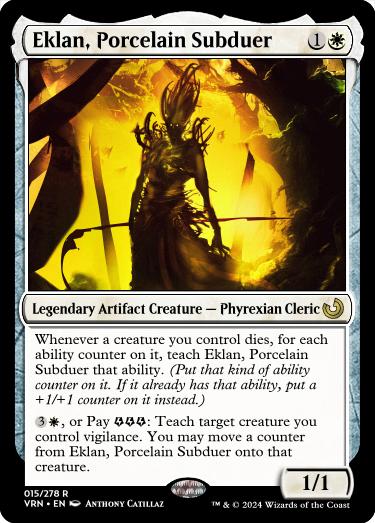 Eklan, Porcelain Subduer 1
Legendary Artifact Creature — Phyrexian Cleric
Whenever a creature you control dies, for each
ability counter on it, teach Eklan, Porcelain
Subduer that ability. (Put that kind of ability
counter on it. If it already has that ability, put a
+1/+1 counter on it instead.)
3, or Pay : Teach target creature you
control vigilance. You may move a counter
from Eklan, Porcelain Subduer onto that
creature.
1/1
015/278 R
VRN • EN Anthony Catillaz
™ & © 2024 Wizards of the Coast